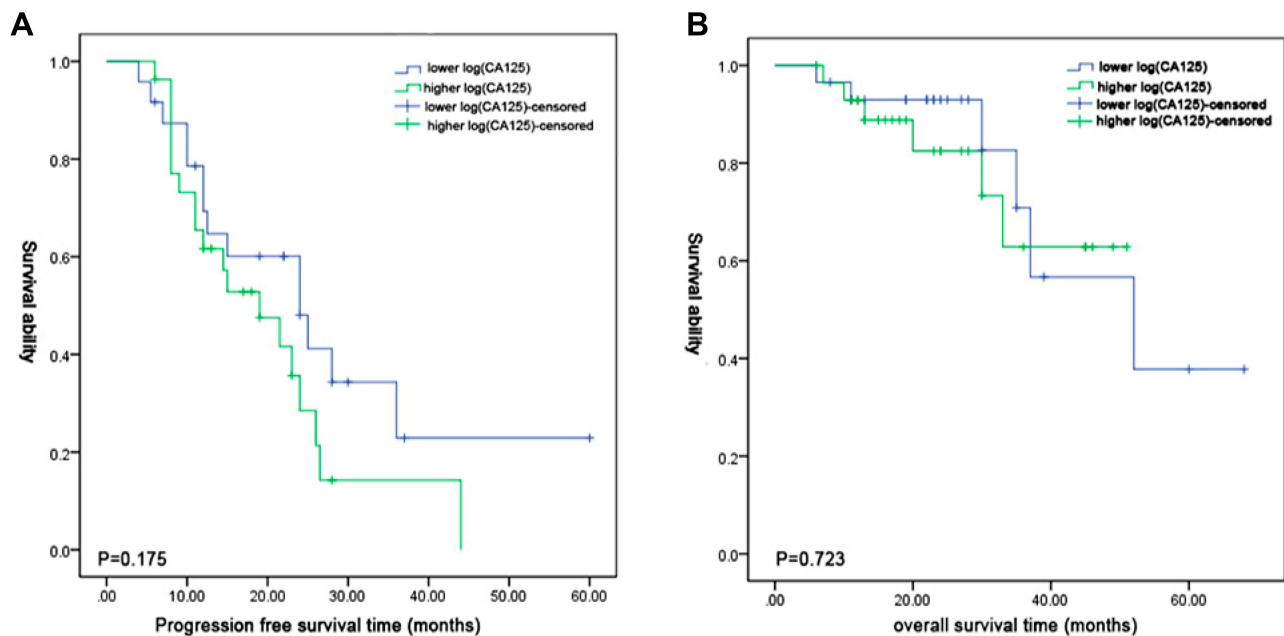 A
lower log(CA125)
higher log(CA125)
lower log(CA125)-censored
higher log(CA125)-censored
1.0
0.8
0.6
0.4
0.2
0.0
Survival ability
P=0.175
.00 10.00 20.00 30.00 40.00 50.00 60.00
Progression free survival time (months)
B
lower log(CA125)
higher log(CA125)
lower log(CA125)-censored
higher log(CA125)-censored
1.0
0.8
0.6
0.4
0.2
0.0
Survival ability
P=0.723
.00 20.00 40.00 60.00
overall survival time (months)